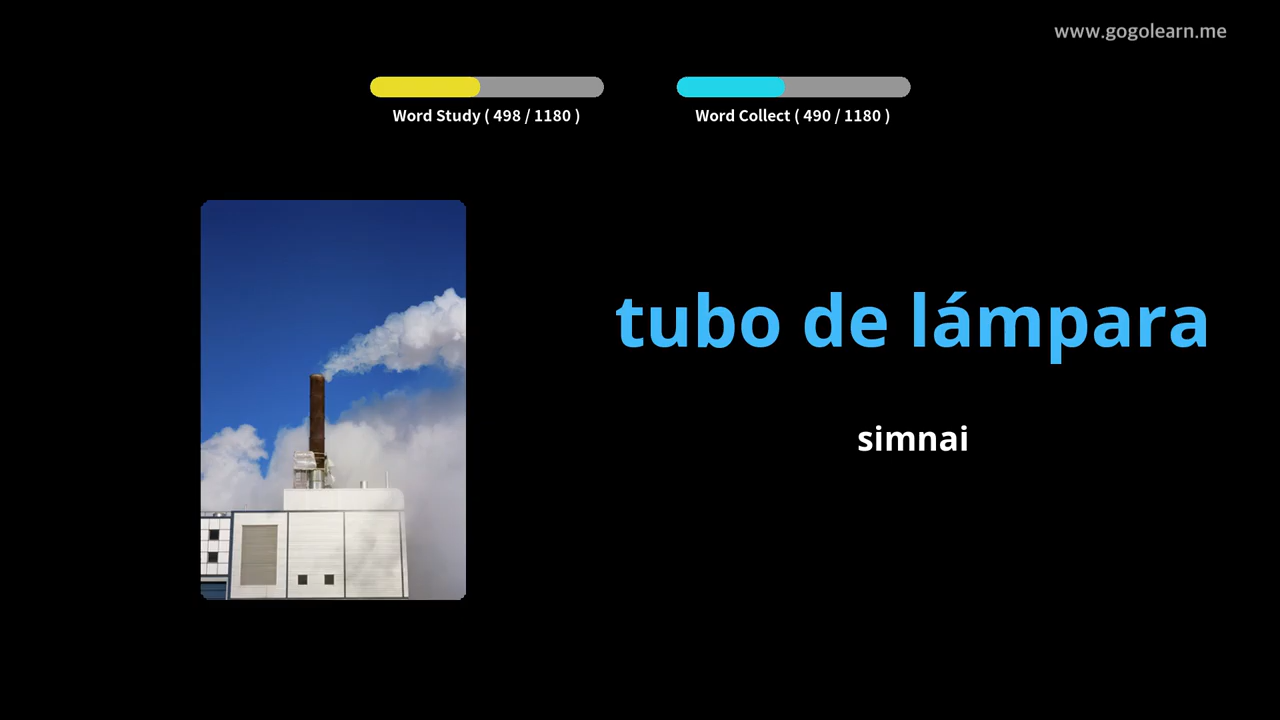 www.gogolearn.me
Word Study ( 498 / 1180 )
Word Collect ( 490 / 1180 )
tubo de lámpara
simnai